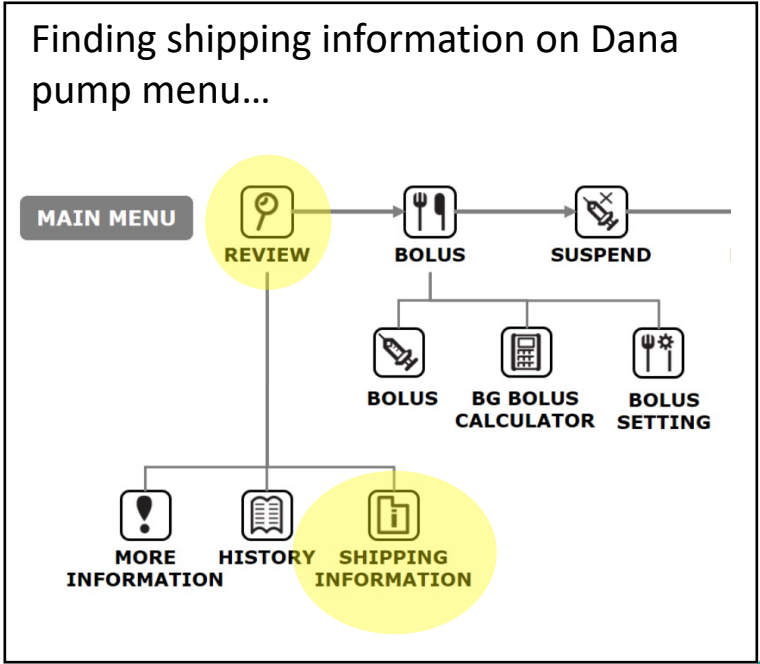 Finding shipping information on Dana
pump menu...
MAIN MENU
REVIEW
BOLUS
SUSPEND
BOLUS
BG BOLUS
CALCULATOR
BOLUS
SETTING
MORE
INFORMATION
HISTORY
SHIPPING
INFORMATION